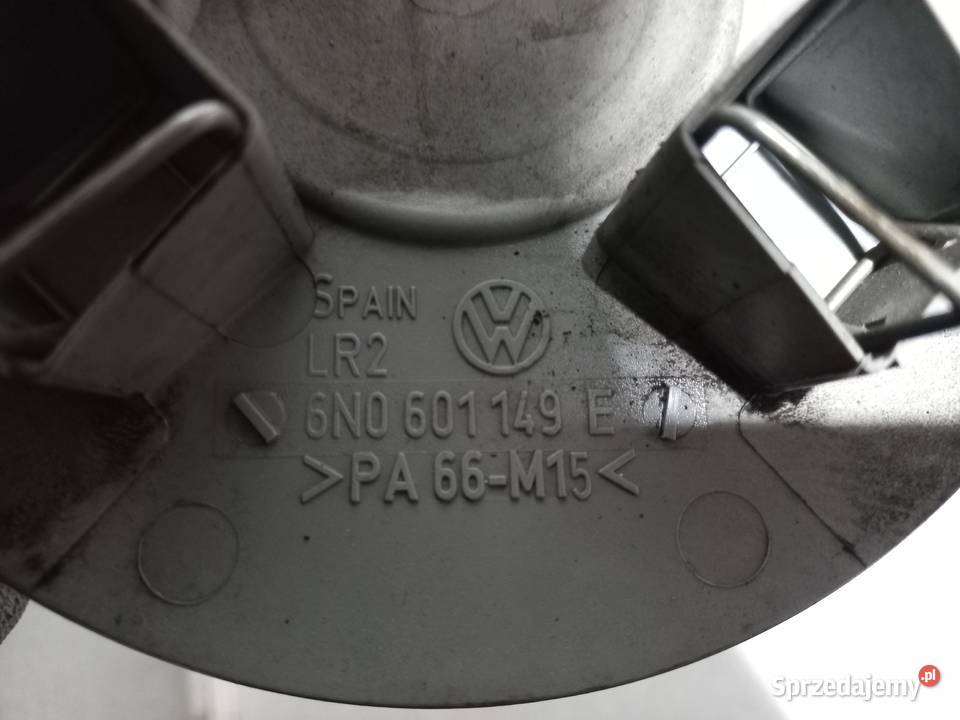 SPAIN
LR2
6N0 601 149 E
>PA 66-M15<
Sprzedajemy.pl